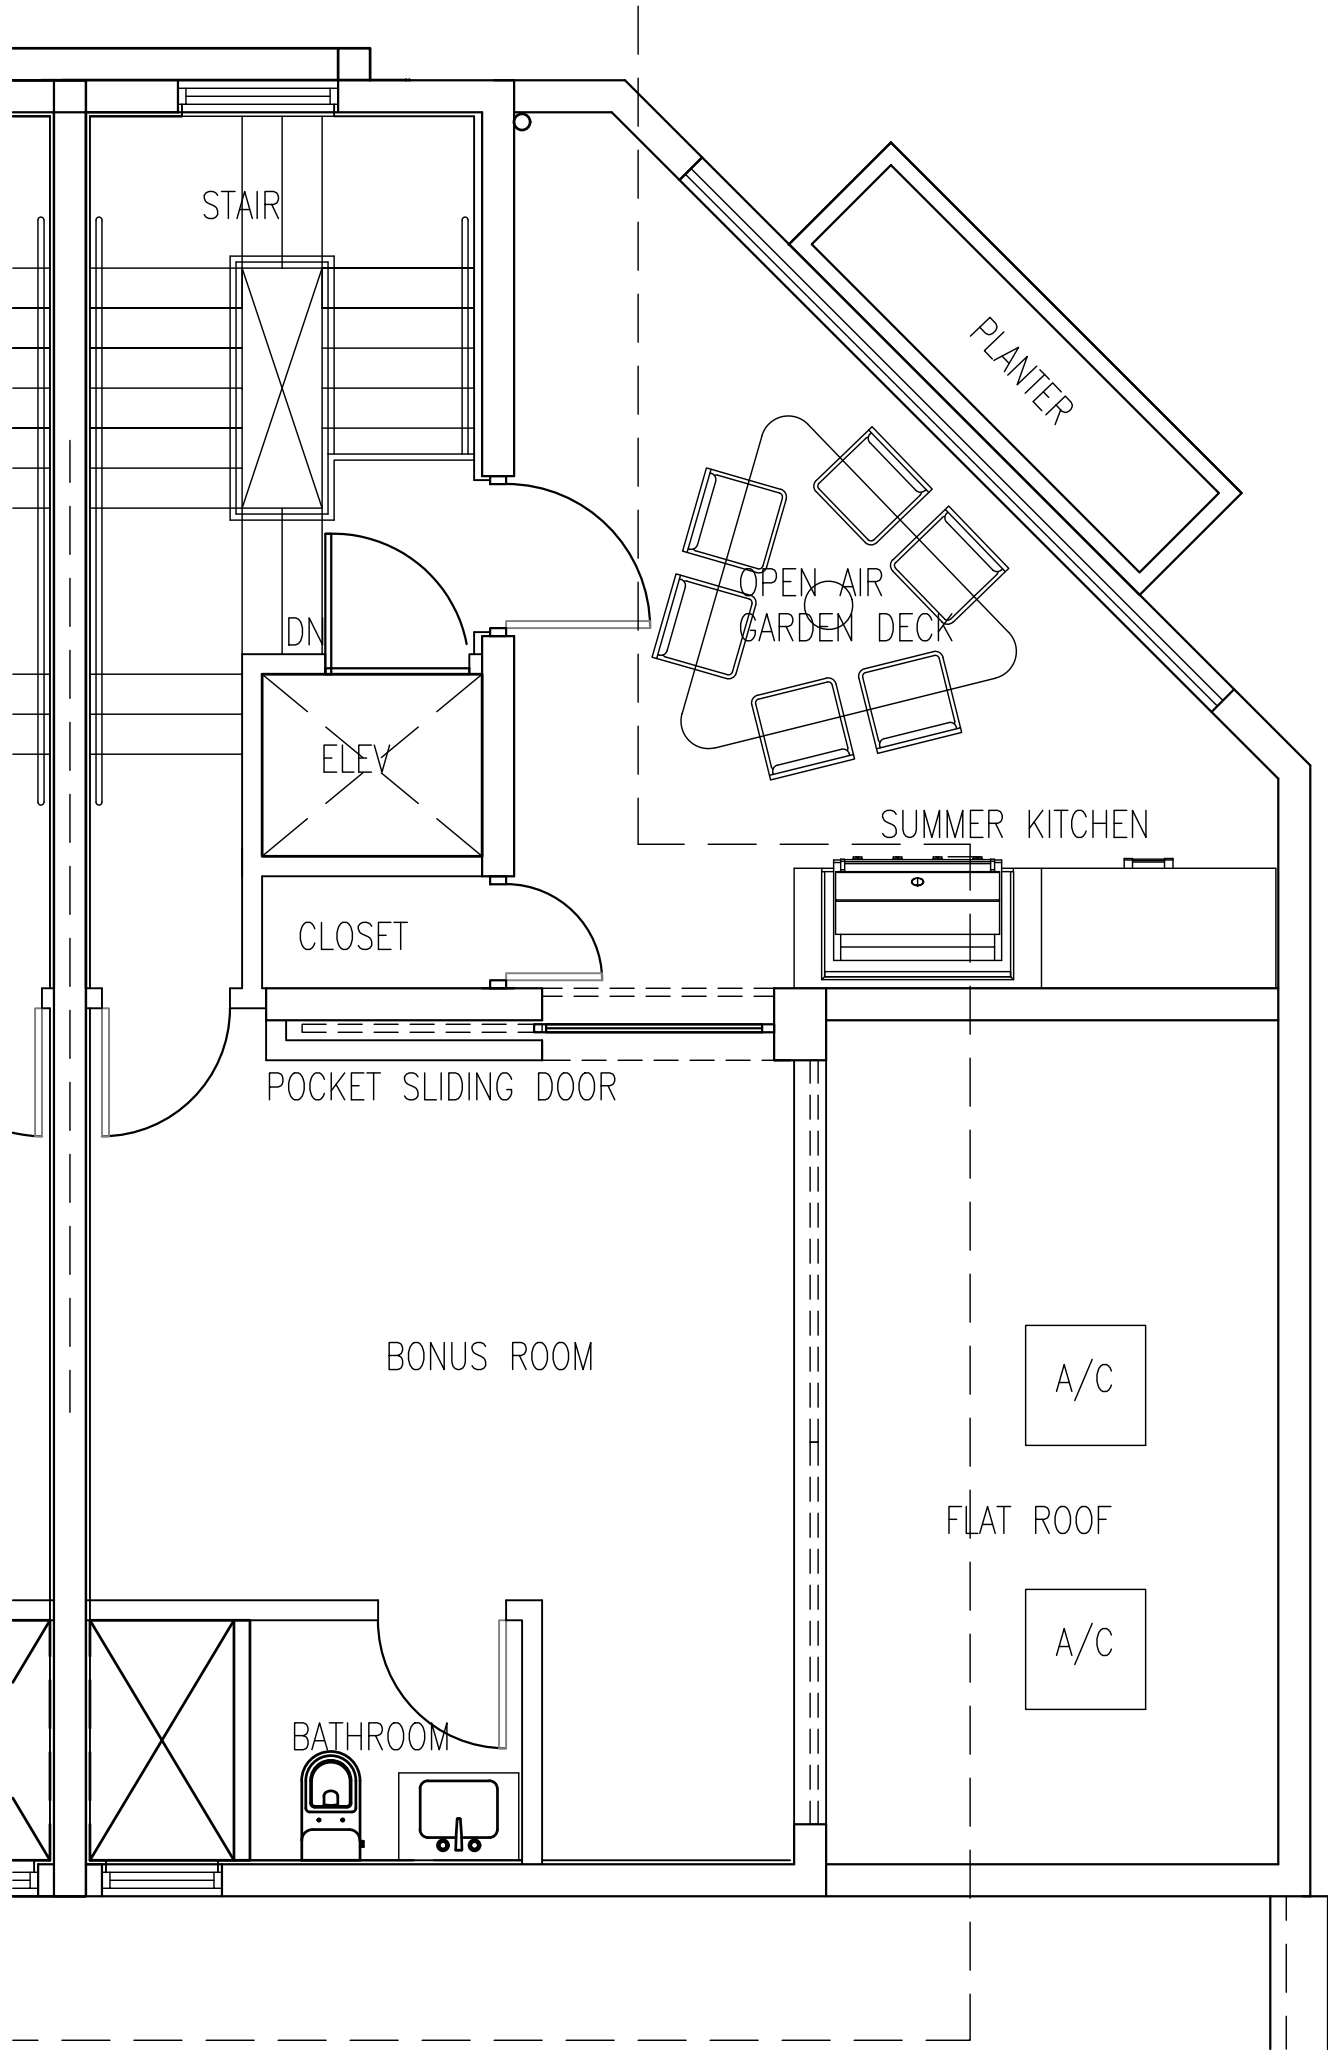 STAIR
PLANTER
OPEN AIR
GARDEN DECK
DN
ELEV
SUMMER KITCHEN
CLOSET
POCKET SLIDING DOOR
BONUS ROOM
A/C
FLAT ROOF
A/C
BATHROOM